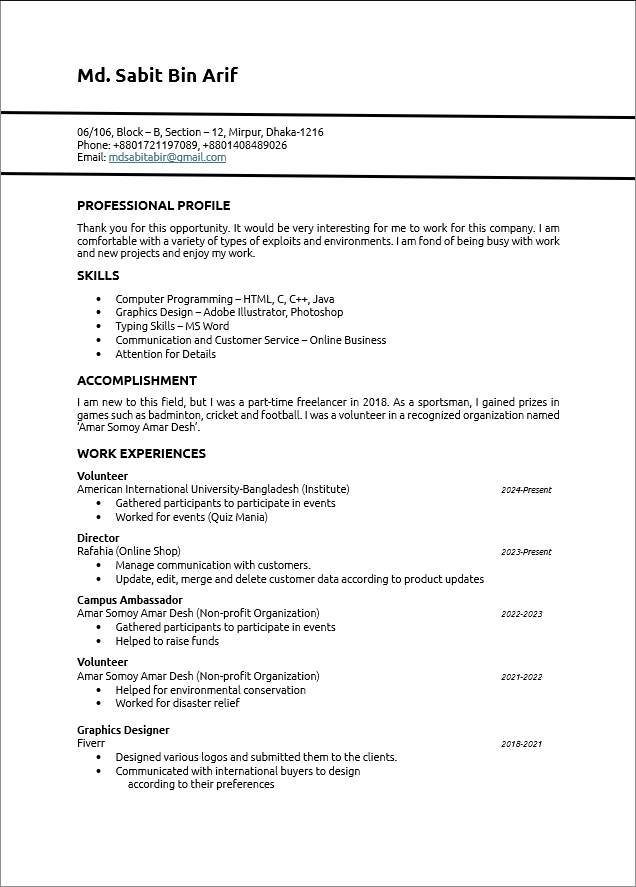 Md. Sabit Bin Arif
06/106, Block – B, Section – 12, Mirpur, Dhaka-1216
Phone: +8801721197089, +8801408489026
Email: mdsabitabir@gmail.com
PROFESSIONAL PROFILE
Thank you for this opportunity. It would be very interesting for me to work for this company. I am
comfortable with a variety of types of exploits and environments. I am fond of being busy with work
and new projects and enjoy my work.
SKILLS
• Computer Programming – HTML, C, C++, Java
• Graphics Design – Adobe Illustrator, Photoshop
• Typing Skills – MS Word
• Communication and Customer Service – Online Business
• Attention for Details
ACCOMPLISHMENT
I am new to this field, but I was a part-time freelancer in 2018. As a sportsman, I gained prizes in
games such as badminton, cricket and football. I was a volunteer in a recognized organization named
‘Amar Somoy Amar Desh’.
WORK EXPERIENCES
Volunteer
American International University-Bangladesh (Institute) 2024-Present
• Gathered participants to participate in events
• Worked for events (Quiz Mania)
Director
Rafahia (Online Shop) 2023-Present
• Manage communication with customers.
• Update, edit, merge and delete customer data according to product updates
Campus Ambassador
Amar Somoy Amar Desh (Non-profit Organization) 2022-2023
• Gathered participants to participate in events
• Helped to raise funds
Volunteer
Amar Somoy Amar Desh (Non-profit Organization) 2021-2022
• Helped for environmental conservation
• Worked for disaster relief
Graphics Designer
Fiverr 2018-2021
• Designed various logos and submitted them to the clients.
• Communicated with international buyers to design
according to their preferences